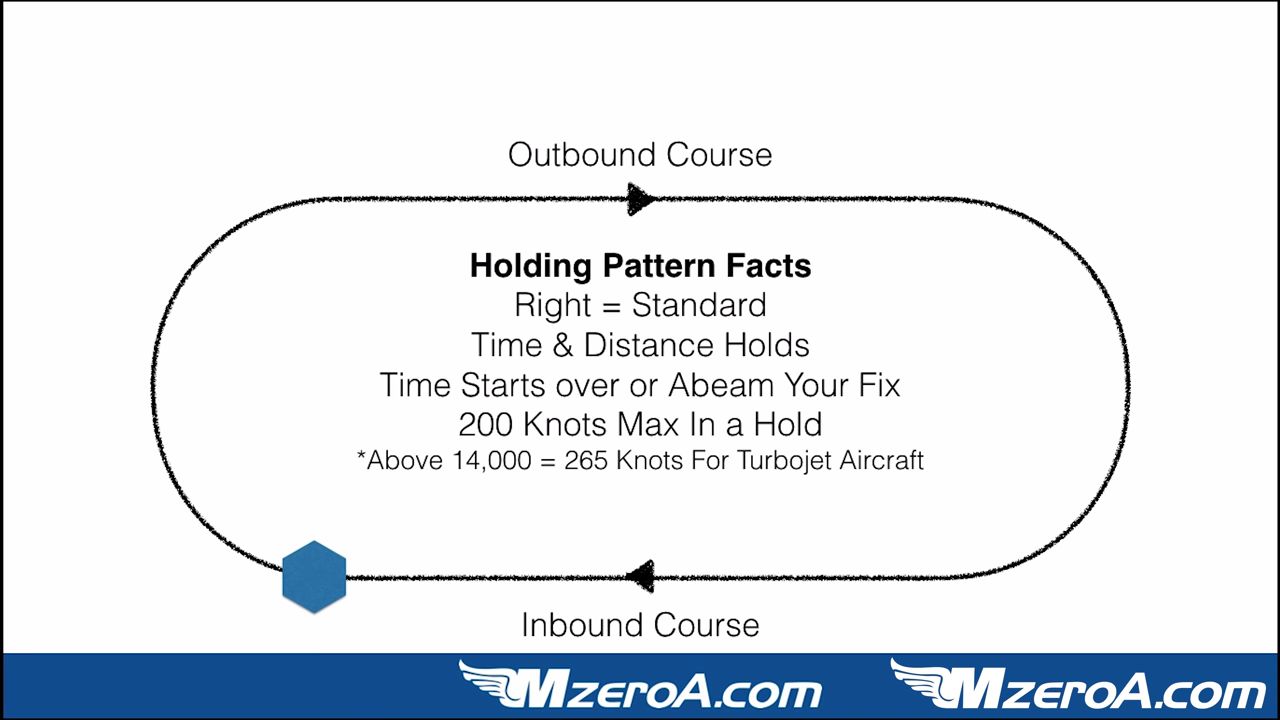 Outbound Course
Holding Pattern Facts
Right = Standard
Time & Distance Holds
Time Starts over or Abeam Your Fix
200 Knots Max In a Hold
*Above 14,000 = 265 Knots For Turbojet Aircraft
Inbound Course
MzeroA.com
MzeroA.com